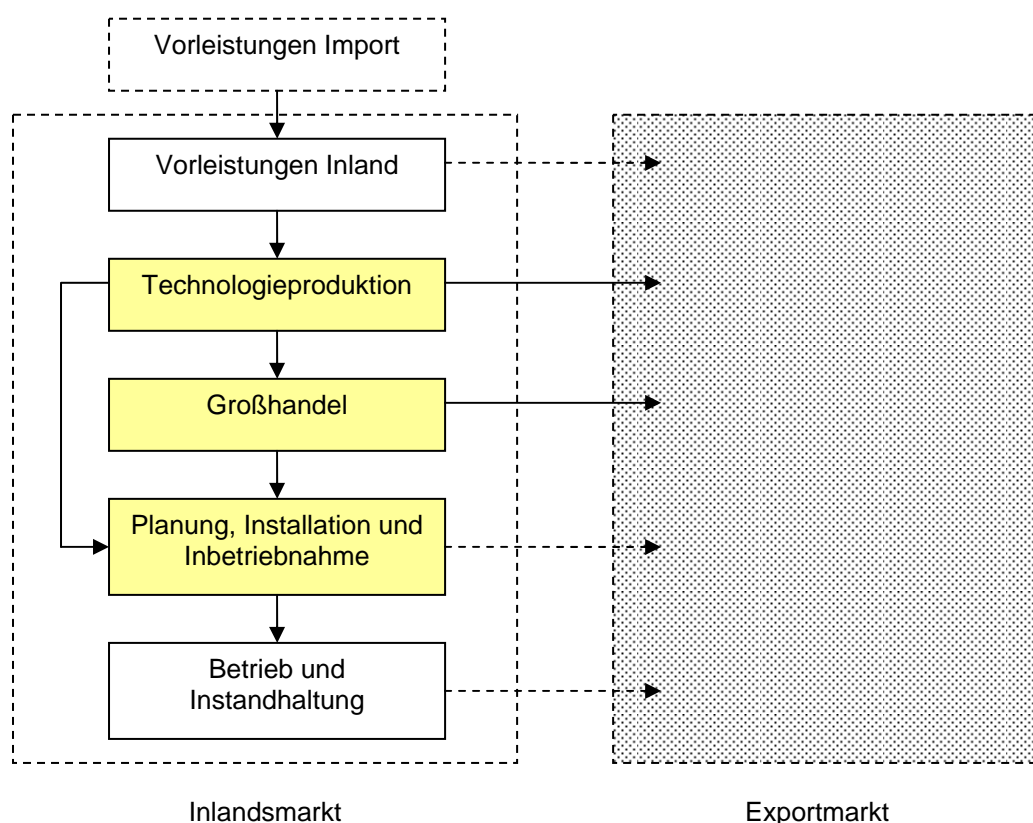 Vorleistungen Import
Vorleistungen Inland
Technologieproduktion
Großhandel
Planung, Installation und
Inbetriebnahme
Betrieb und
Instandhaltung
Inlandsmarkt
Exportmarkt